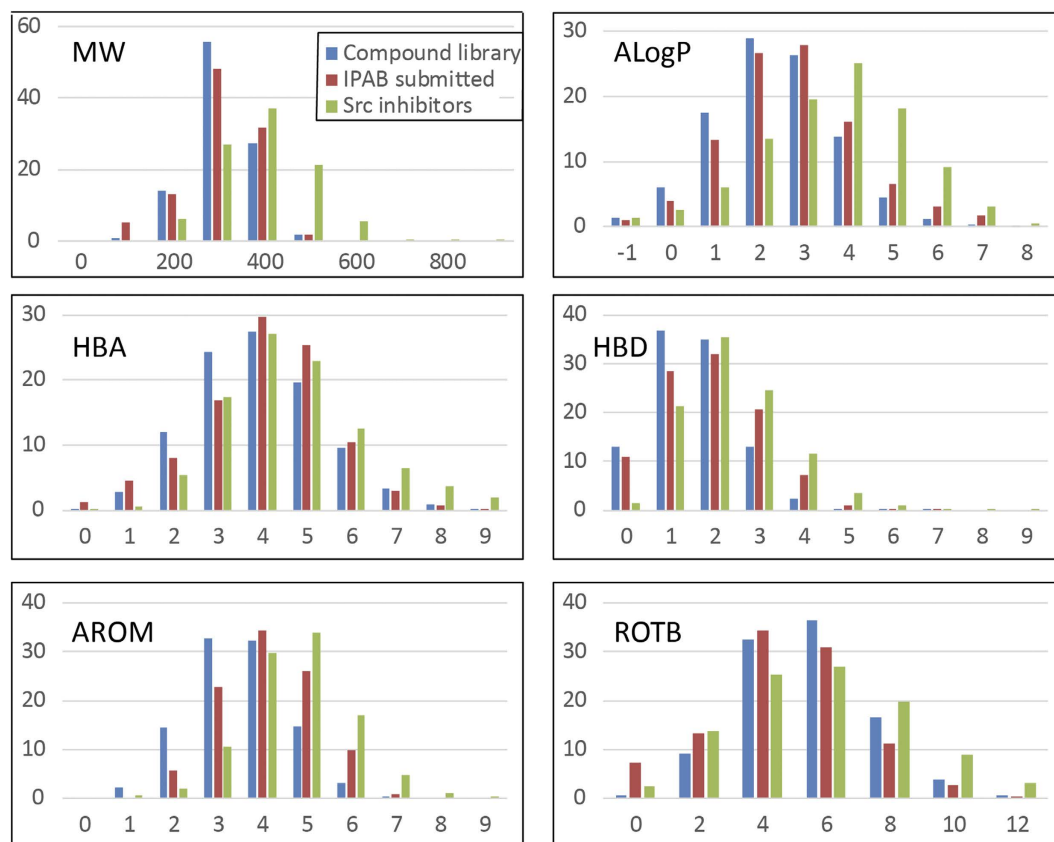 60
40
20
0
MW
Compound library
IPAB submitted
Src inhibitors
0 200 400 600 800
30
20
10
0
ALogP
-1 0 1 2 3 4 5 6 7 8
30
20
10
0
HBA
0 1 2 3 4 5 6 7 8 9
40
30
20
10
0
HBD
0 1 2 3 4 5 6 7 8 9
40
30
20
10
0
AROM
0 1 2 3 4 5 6 7 8 9
40
30
20
10
0
ROTB
0 2 4 6 8 10 12